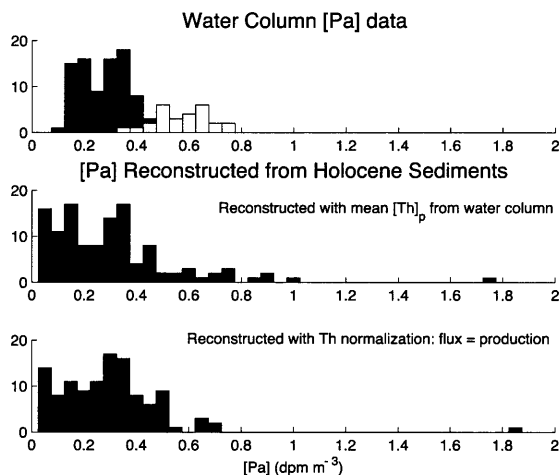 Water Column [Pa] data
20
10
0
0 0.2 0.4 0.6 0.8 1 1.2 1.4 1.6 1.8 2
[Pa] Reconstructed from Holocene Sediments
20
Reconstructed with mean [Th]p from water column
10
0
0 0.2 0.4 0.6 0.8 1 1.2 1.4 1.6 1.8 2
20
Reconstructed with Th normalization: flux = production
10
0
0 0.2 0.4 0.6 0.8 1 1.2 1.4 1.6 1.8 2
[Pa] (dpm m⁻³)